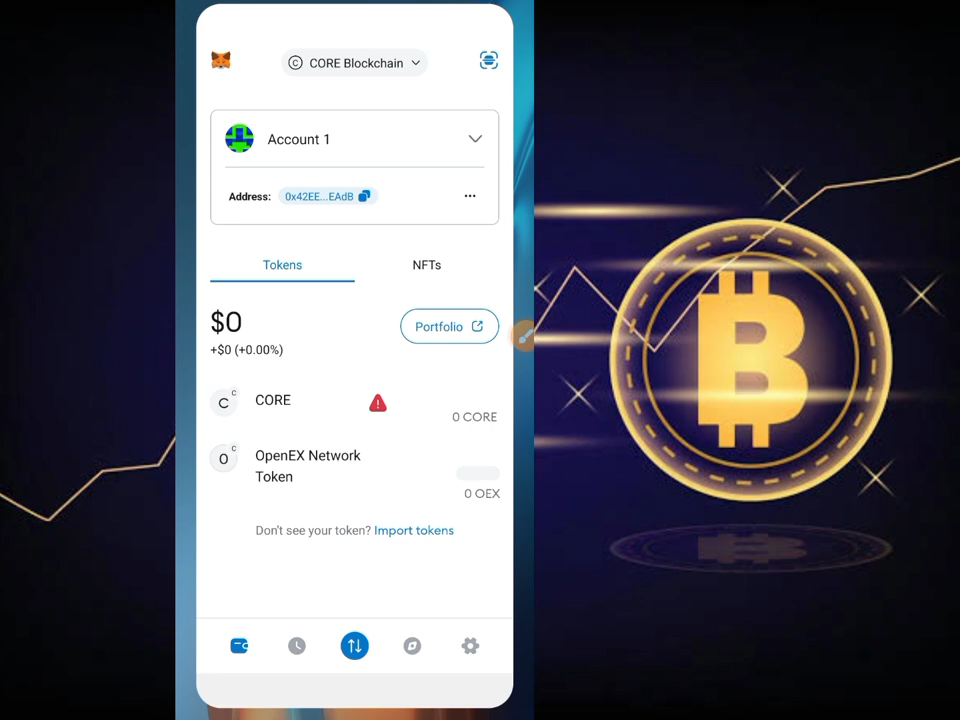 CORE Blockchain
Account 1
Address: 0x42EE...EAdB
Tokens
NFTs
$0
Portfolio
+$0 (+0.00%)
C
C
CORE
0 CORE
O
C
OpenEX Network
Token
0 OEX
Don't see your token? Import tokens